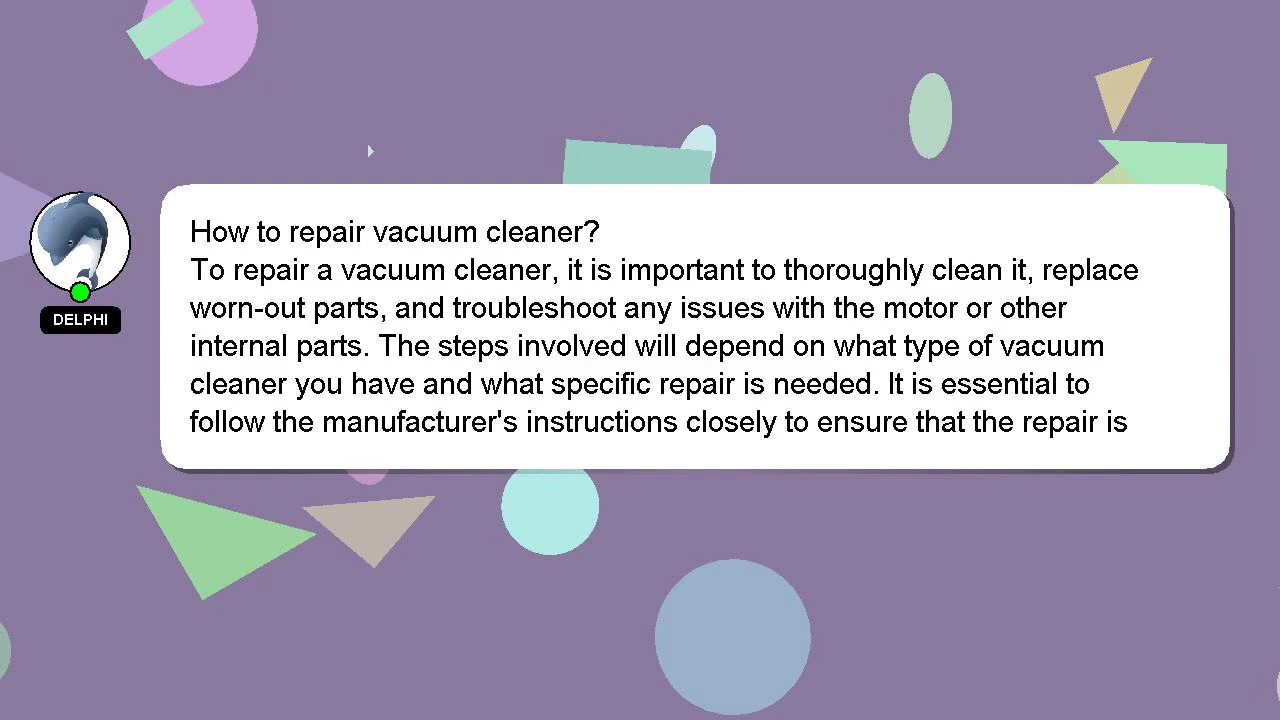 How to repair vacuum cleaner?
To repair a vacuum cleaner, it is important to thoroughly clean it, replace
worn-out parts, and troubleshoot any issues with the motor or other
internal parts. The steps involved will depend on what type of vacuum
cleaner you have and what specific repair is needed. It is essential to
follow the manufacturer's instructions closely to ensure that the repair is
DELPHI